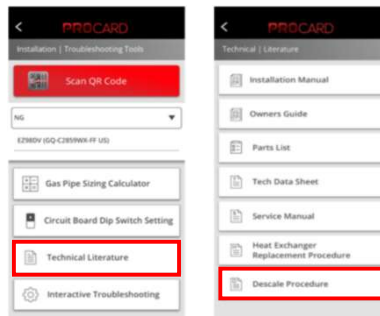 PROCARD
Installation | Troubleshooting Tools
Scan QR Code
NG
EZ98DV (GQ-C2859WX-FF US)
Gas Pipe Sizing Calculator
Circuit Board Dip Switch Setting
Technical Literature
Interactive Troubleshooting
PROCARD
Technical | Literature
Installation Manual
Owners Guide
Parts List
Tech Data Sheet
Service Manual
Heat Exchanger
Replacement Procedure
Descale Procedure